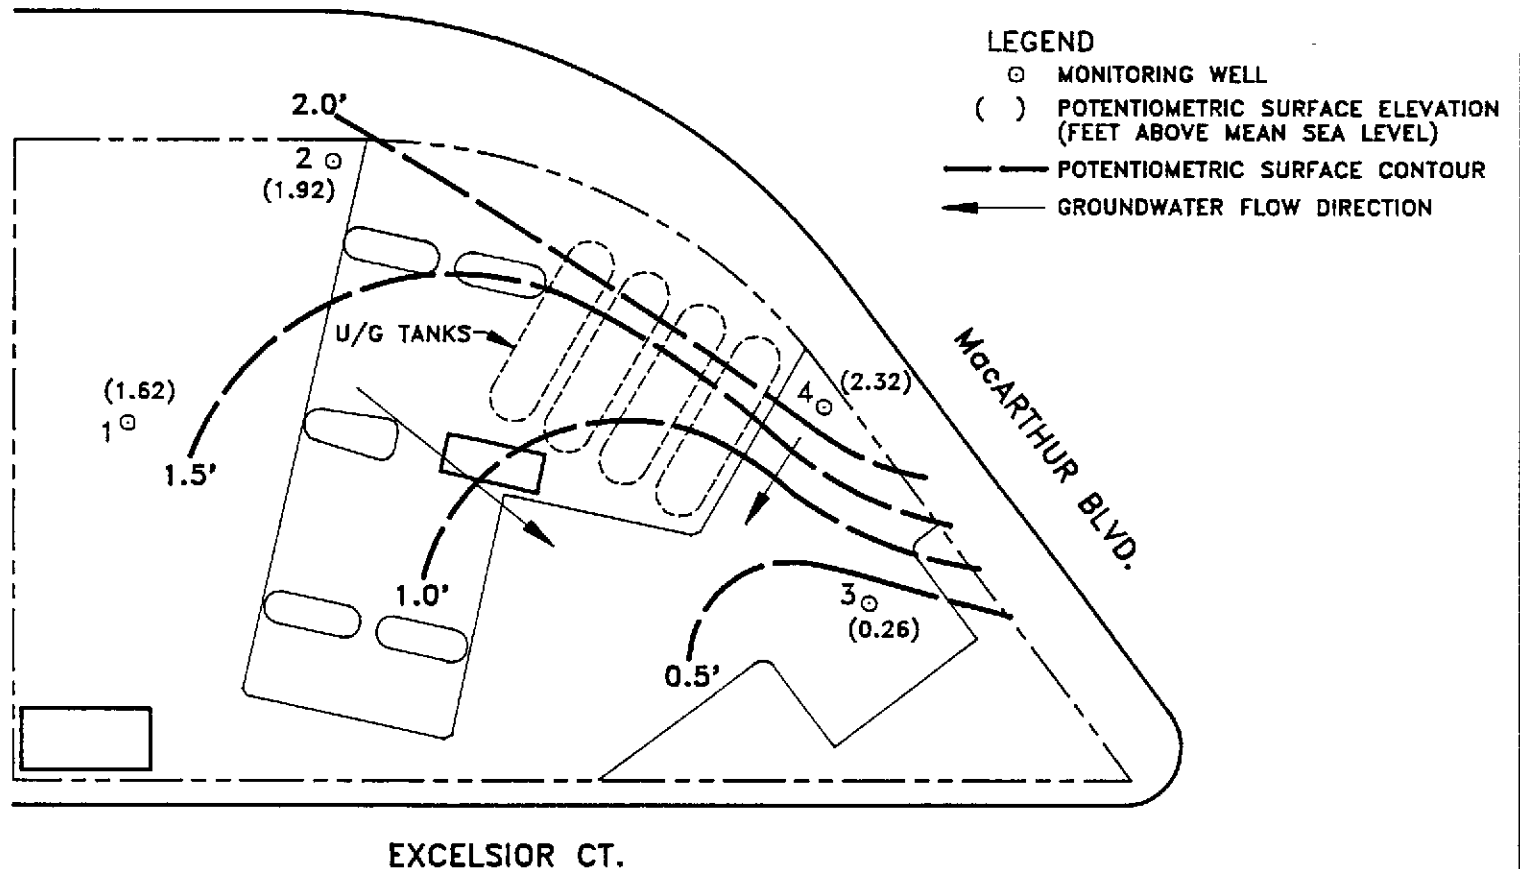 LEGEND
⊙ MONITORING WELL
( ) POTENTIOMETRIC SURFACE ELEVATION
(FEET ABOVE MEAN SEA LEVEL)
POTENTIOMETRIC SURFACE CONTOUR
GROUNDWATER FLOW DIRECTION
2.0'
2
(1.92)
U/G TANKS
(1.62)
1
1.5'
4
(2.32)
MacARTHUR BLVD.
1.0'
3
(0.26)
0.5'
EXCELSIOR CT.